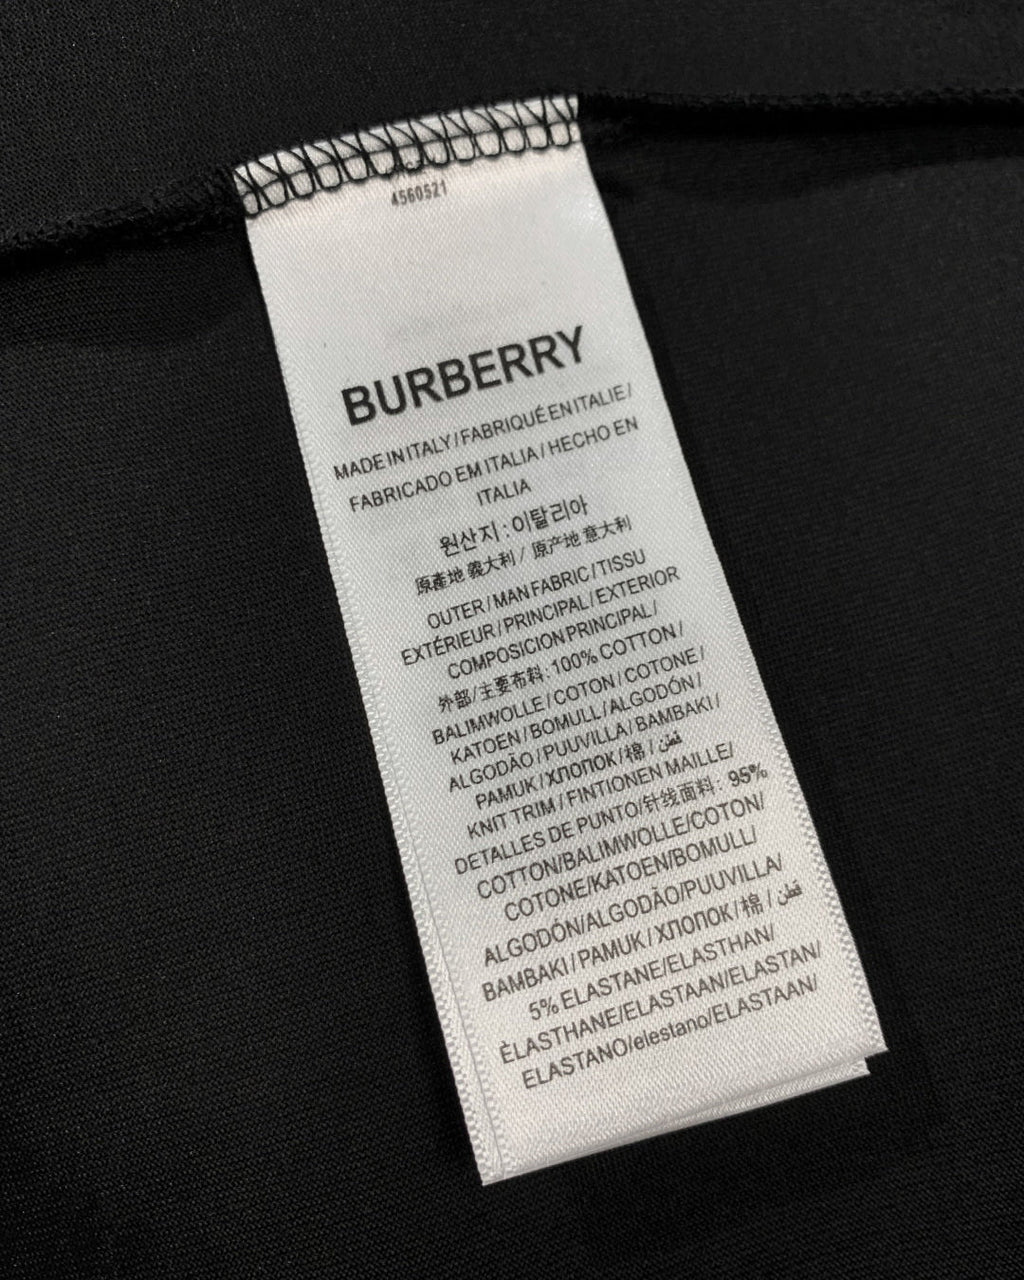 4560521
BURBERRY
MADE IN ITALY / FABRIQUÉ EN ITALIE /
FABRICADO EM ITALIA / HECHO EN
ITALIA
원산지 : 이탈리아
原產地 義大利 / 原产地 意大利
OUTER / MAN FABRIC / TISSU
EXTÉRIEUR / PRINCIPAL / EXTERIOR
COMPOSICION PRINCIPAL /
外部 / 主要布料: 100% COTTON /
BALIMWOLLE / COTON / COTONE /
KATOEN / BOMULL / ALGODÓN /
ALGODÃO / PUUVILLA / BAMBAKI /
PAMUK / ХЛОПОК / 棉 / قطن
KNIT TRIM / FINTIONEN MAILLE/
DETALLES DE PUNTO/针线面料: 95%
COTTON/BALIMWOLLE/COTON/
COTONE/KATOEN/BOMULL/
ALGODÓN/ALGODÃO/PUUVILLA/
BAMBAKI / PAMUK / ХЛОПОК / 棉 / قطن
5% ELASTANE/ELASTHAN/
ÈLASTHANE/ELASTAAN/ELASTAN/
ELASTANO/elestano/ELASTAAN/